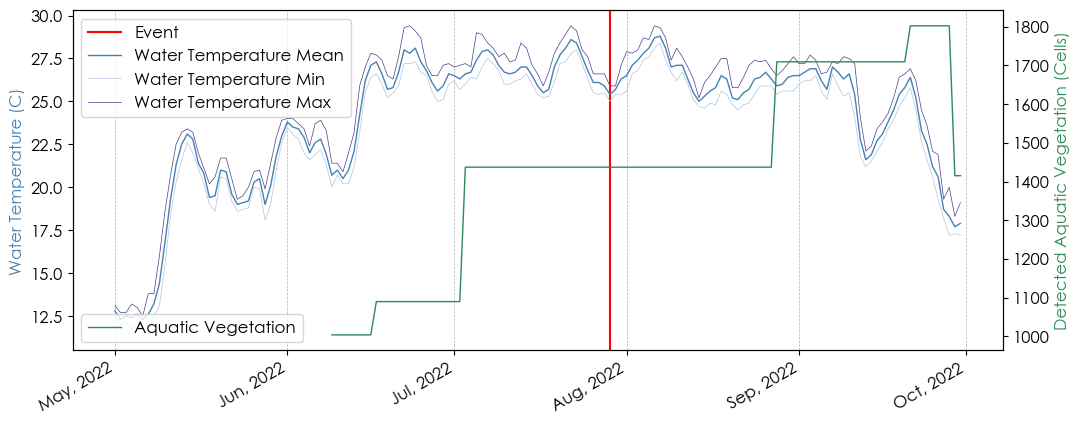 30.0
27.5
25.0
22.5
20.0
17.5
15.0
12.5
Water Temperature (C)
Event
Water Temperature Mean
Water Temperature Min
Water Temperature Max
Aquatic Vegetation
1800
1700
1600
1500
1400
1300
1200
1100
1000
Detected Aquatic Vegetation (Cells)
May, 2022
Jun, 2022
Jul, 2022
Aug, 2022
Sep, 2022
Oct, 2022